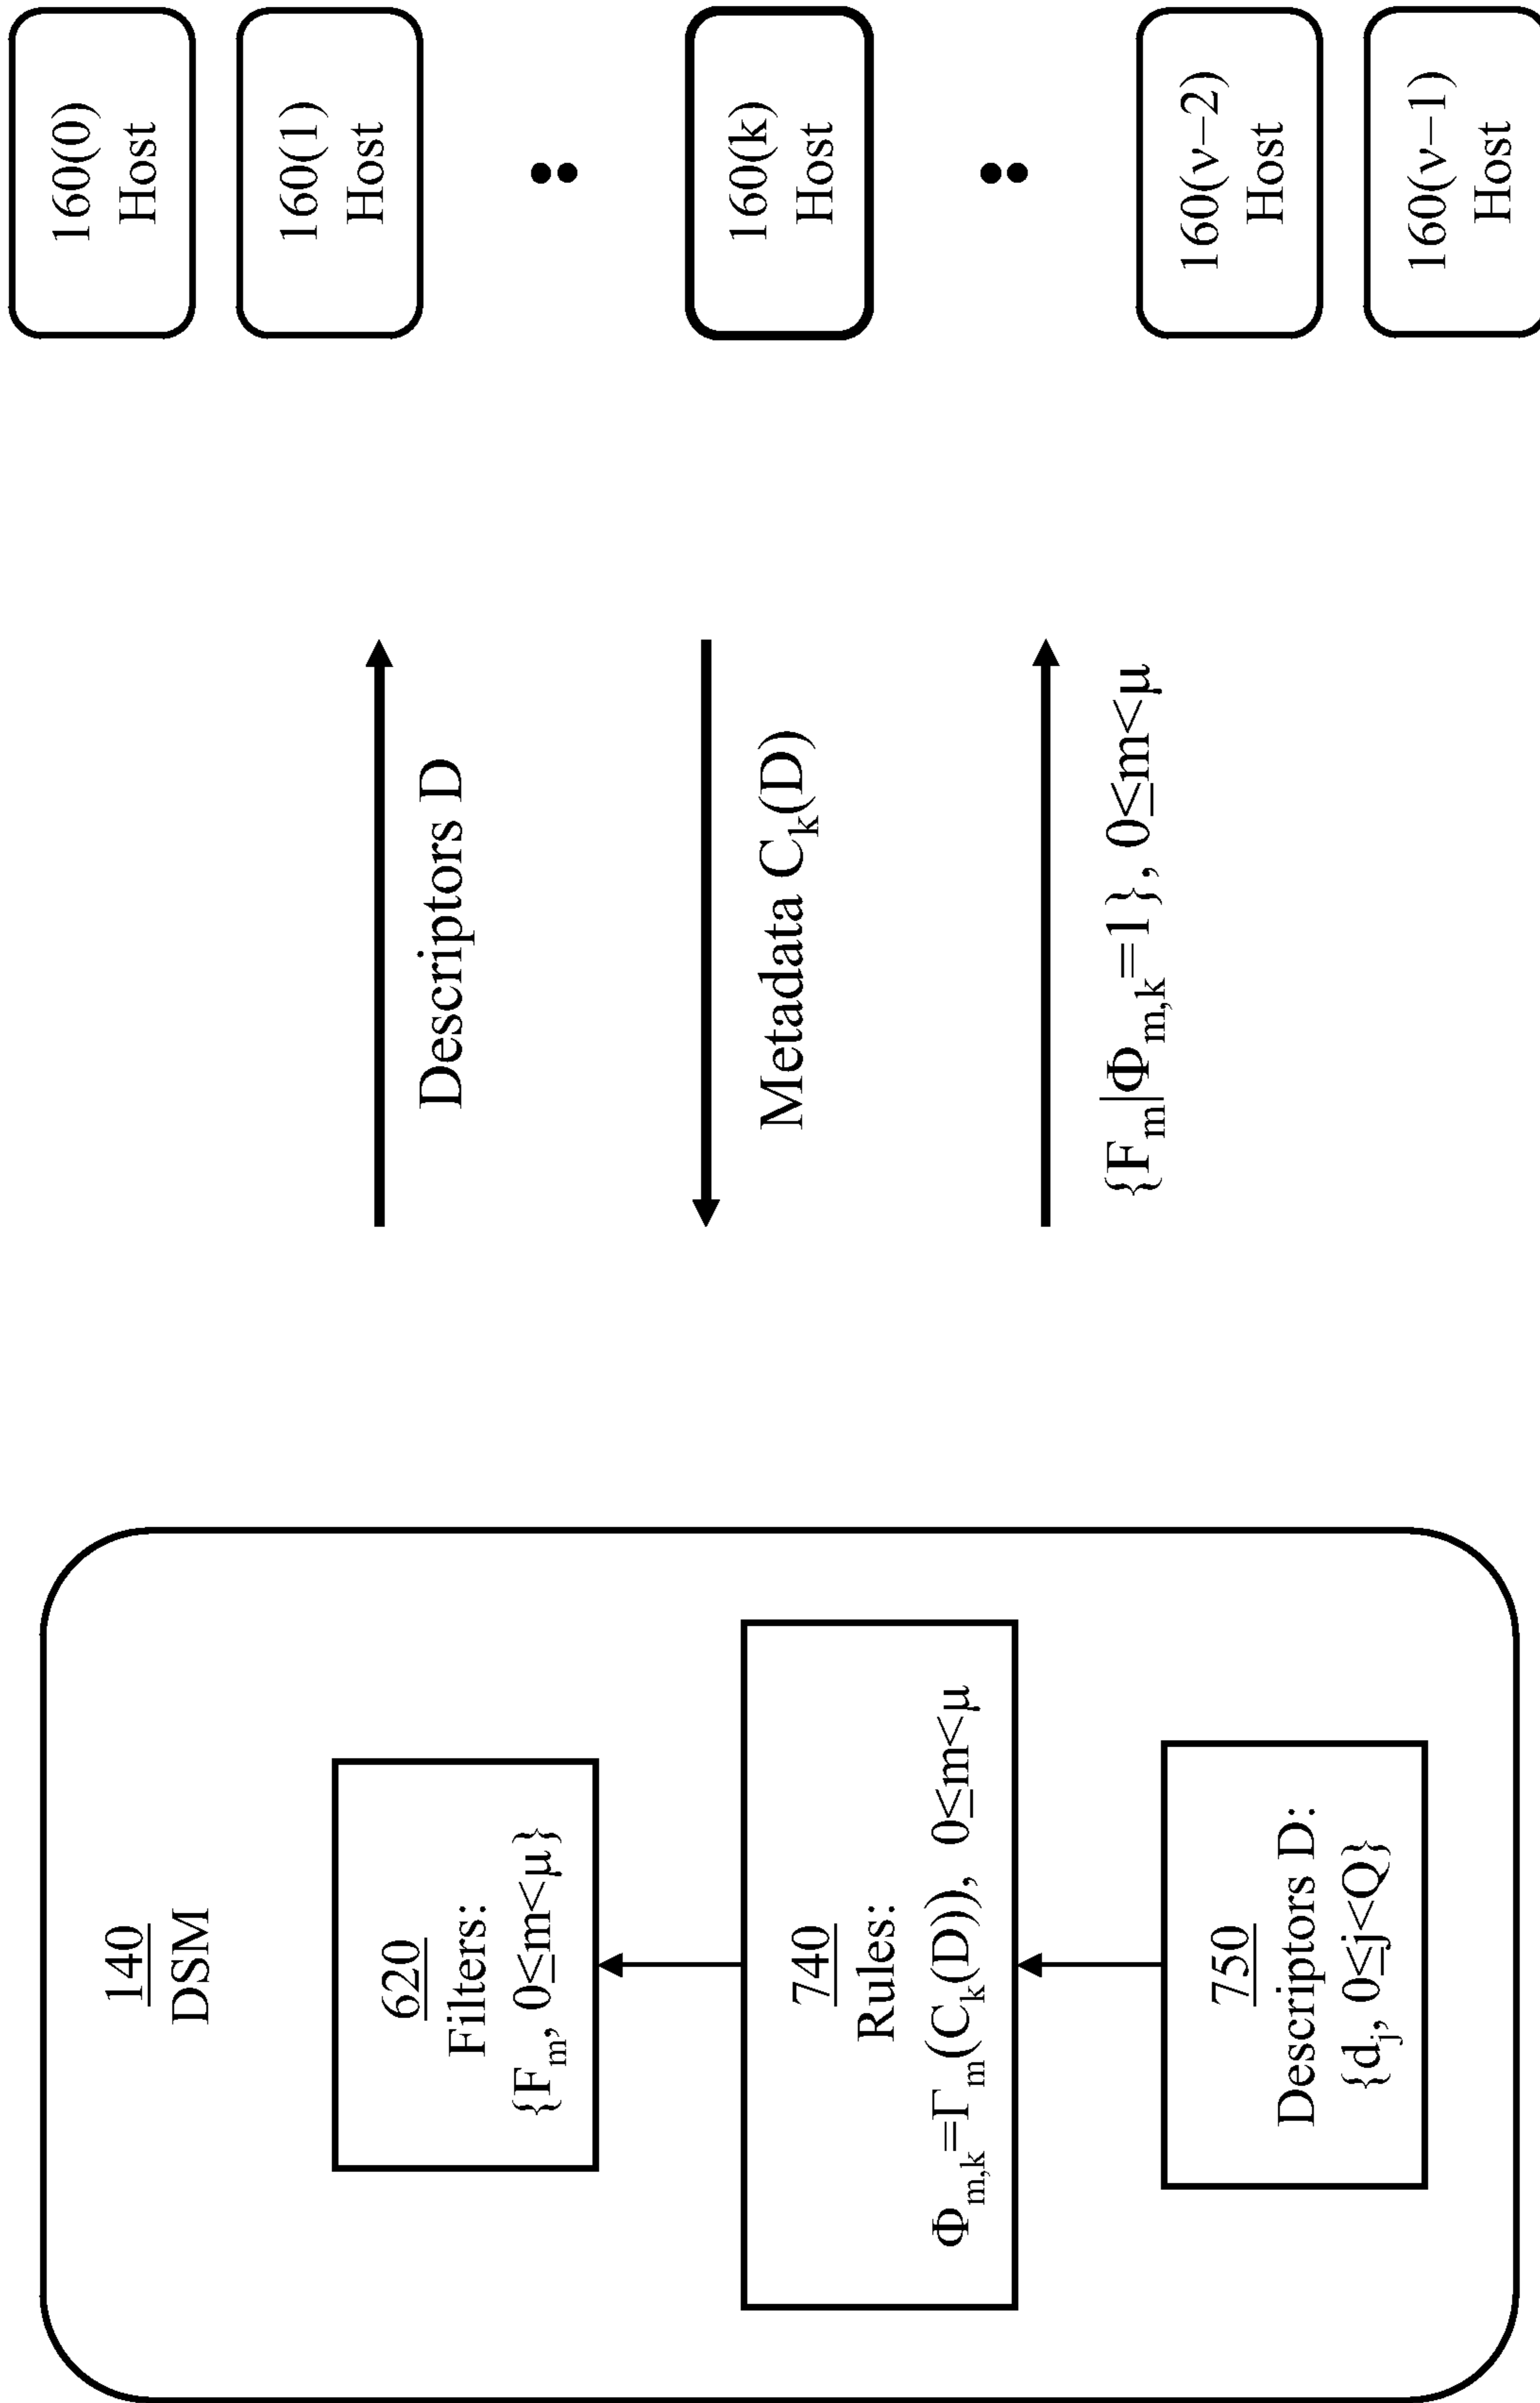 140
DSM
620
Filters:
{Fm, 0≤m<μ}
740
Rules:
Φm,k=Γm(Ck(D)), 0≤m<μ
750
Descriptors D:
{dj, 0≤j<Q}
Descriptors D
Metadata Ck(D)
{Fm|Φm,k=1}, 0≤m<μ
160(0)
Host
160(1)
Host
160(k)
Host
160(ν–2)
Host
160(ν–1)
Host